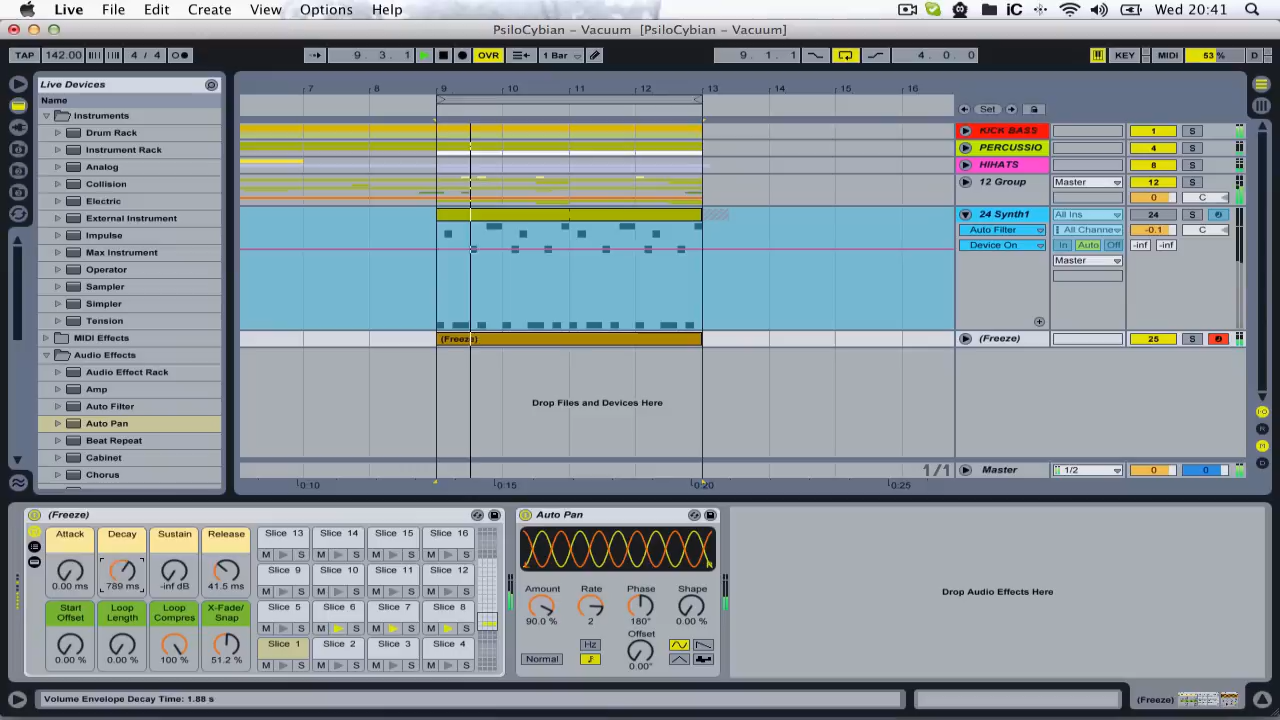 Live File Edit Create View Options Help Wed 20:41
PsiloCybian – Vacuum [PsiloCybian – Vacuum]
TAP 142.00 4 / 4 9. 3. 1 OVR 1 Bar 9. 1. 1 4. 0. 0 KEY MIDI 53 % D
Live Devices
Name
Instruments
Drum Rack
Instrument Rack
Analog
Collision
Electric
External Instrument
Impulse
Max Instrument
Operator
Sampler
Simpler
Tension
MIDI Effects
Audio Effects
Audio Effect Rack
Amp
Auto Filter
Auto Pan
Beat Repeat
Cabinet
Chorus
7 8 9 10 11 12 13 14 15 16
Set
KICK BASS 1 S
PERCUSSIO 4 S
HIHATS 8 S
12 Group Master 12 S
0 C
24 Synth1 All Ins 24 S
Auto Filter All Channe -0.1 C
Device On In Auto Off -inf -inf
Master
(Freeze) (Freeze) 25 S
Drop Files and Devices Here
1/1 Master 1/2 0 0
0:10 0:15 0:20 0:25
(Freeze)
Attack Decay Sustain Release
0.00 ms 789 ms -inf dB 41.5 ms
Start Offset Loop Length Loop Compres X-Fade/ Snap
0.00 % 0.00 % 100 % 51.2 %
Slice 13 Slice 14 Slice 15 Slice 16
M S M S M S M S
Slice 9 Slice 10 Slice 11 Slice 12
M S M S M S M S
Slice 5 Slice 6 Slice 7 Slice 8
M S M S M S M S
Slice 1 Slice 2 Slice 3 Slice 4
M S M S M S M S
Auto Pan
Amount Rate Phase Shape
90.0 % 2 180° 0.00 %
Offset
Hz
Normal 0.00°
Drop Audio Effects Here
Volume Envelope Decay Time: 1.88 s (Freeze)